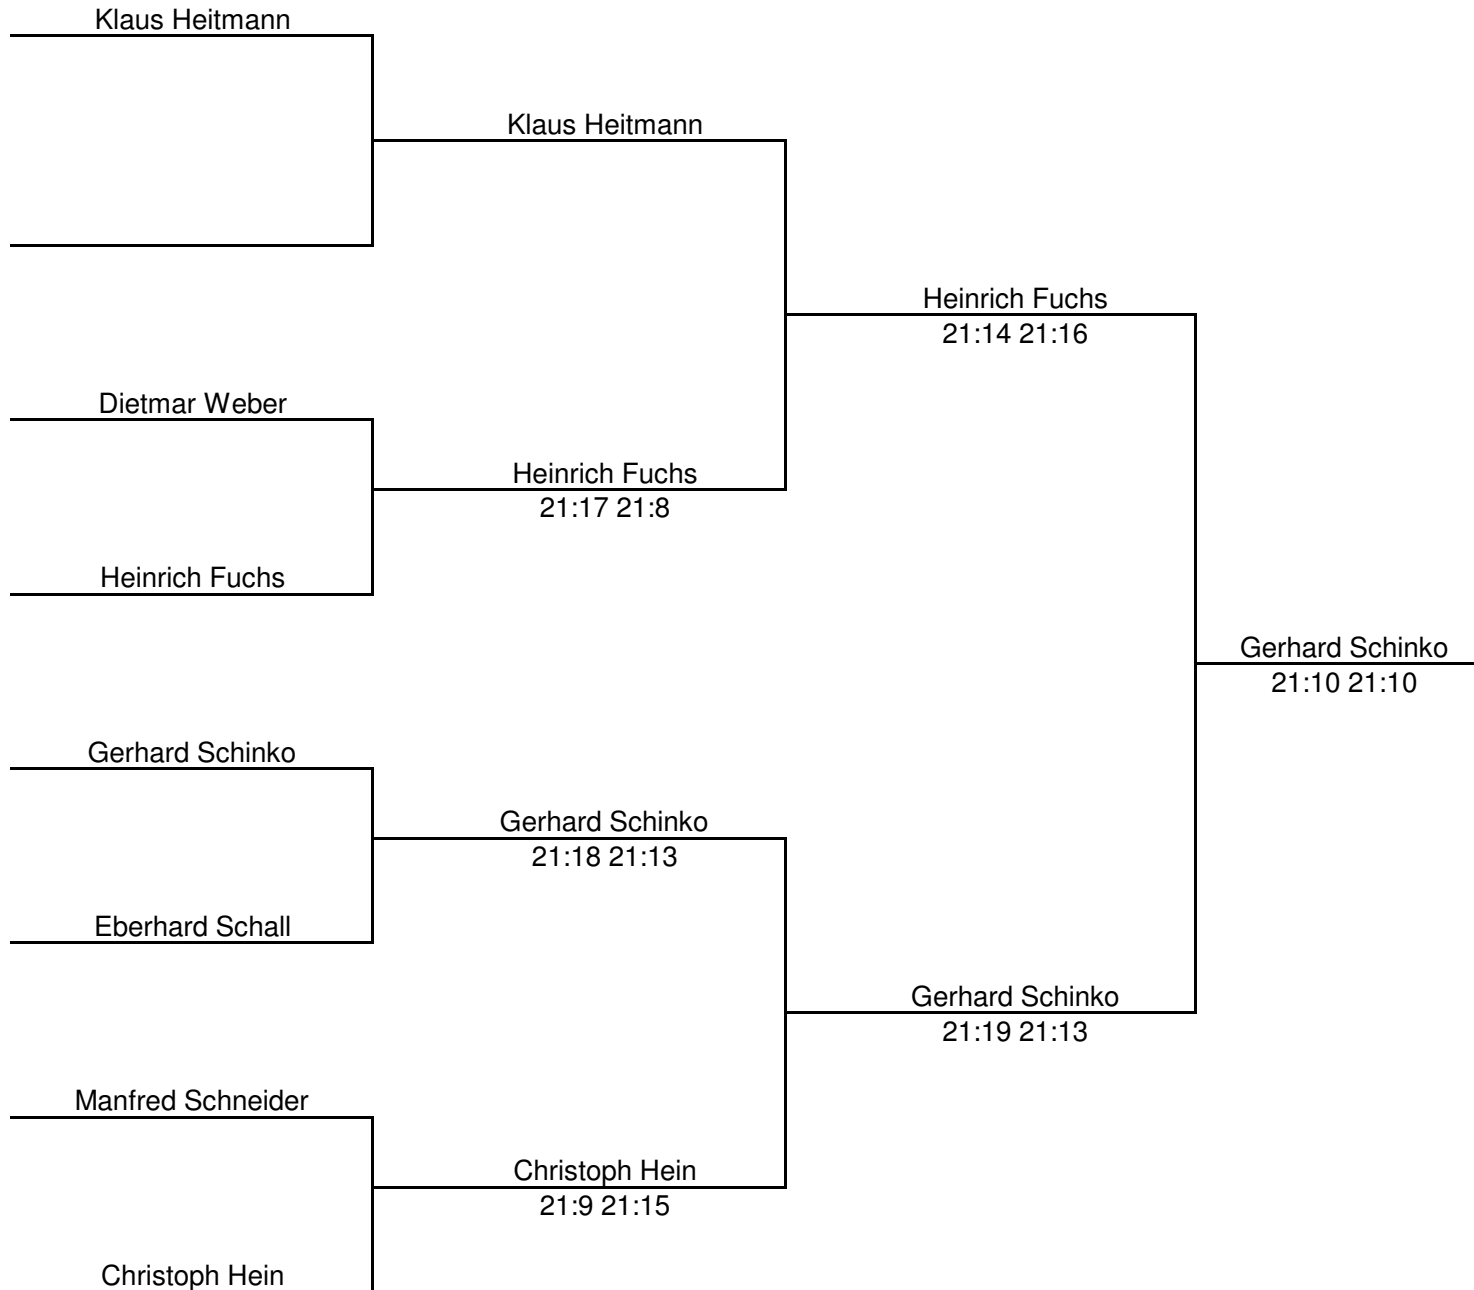 Klaus Heitmann
Klaus Heitmann
Heinrich Fuchs
21:14 21:16
Dietmar Weber
Heinrich Fuchs
21:17 21:8
Heinrich Fuchs
Gerhard Schinko
21:10 21:10
Gerhard Schinko
Gerhard Schinko
21:18 21:13
Eberhard Schall
Gerhard Schinko
21:19 21:13
Manfred Schneider
Christoph Hein
21:9 21:15
Christoph Hein